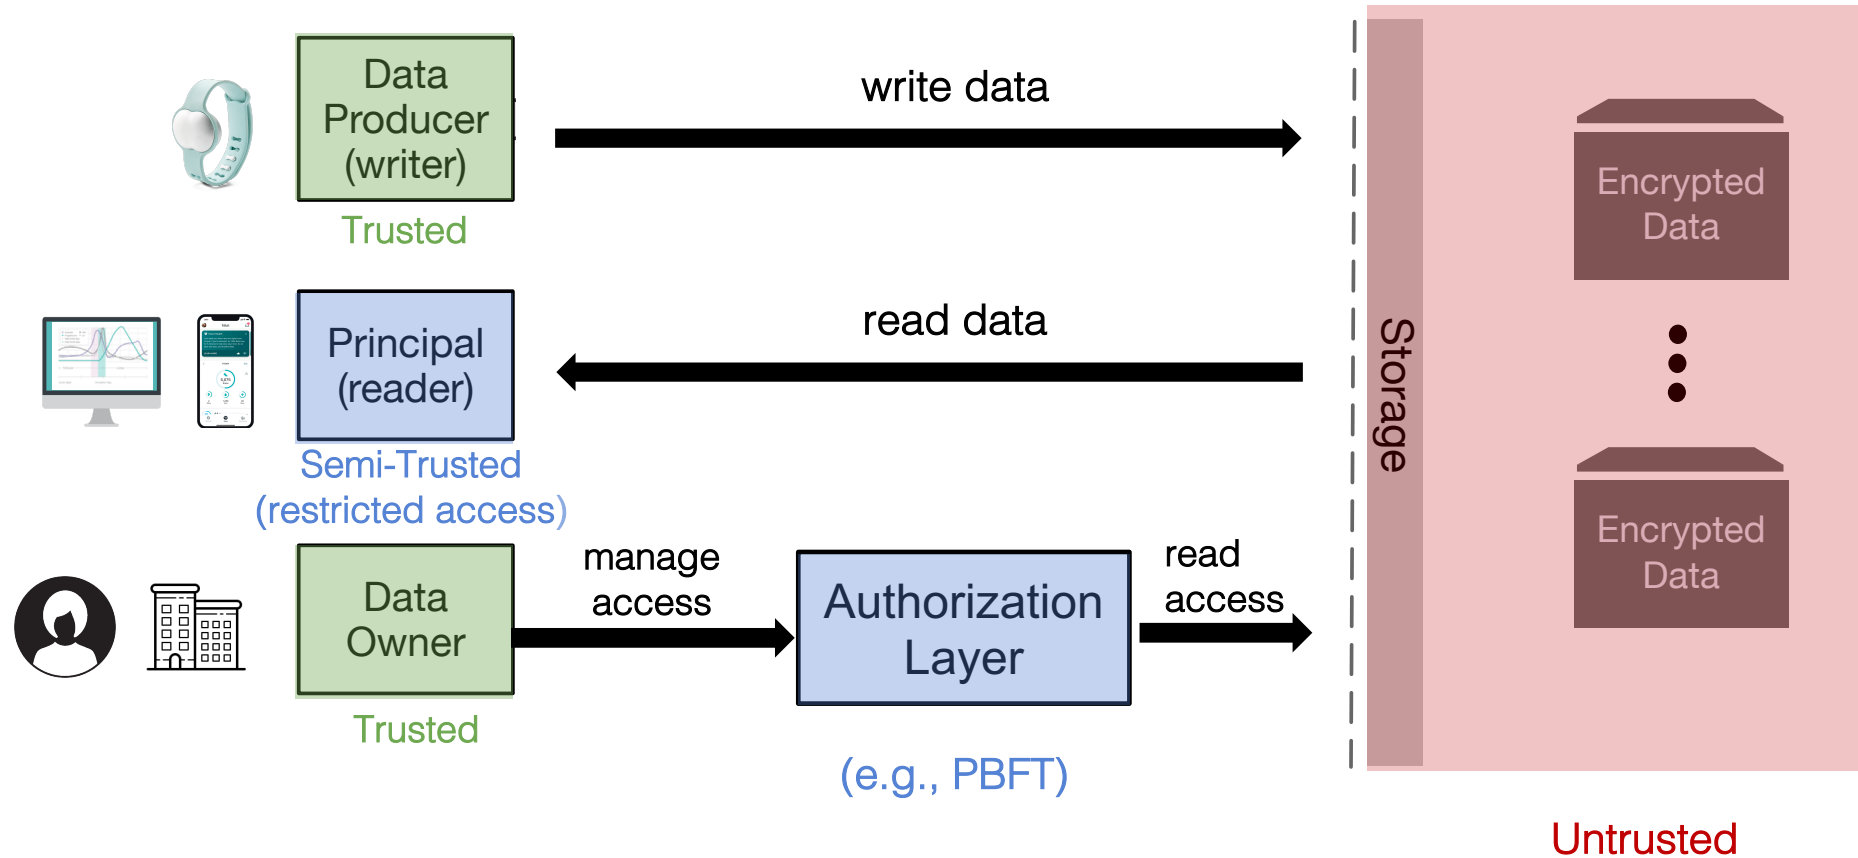 Data
Producer
(writer)
Trusted
write data
Encrypted
Data
Principal
(reader)
Semi-Trusted
(restricted access)
read data
Storage
Encrypted
Data
Data
Owner
Trusted
manage
access
Authorization
Layer
(e.g., PBFT)
read
access
Untrusted